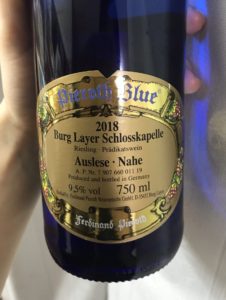 Pieroth Blue
2018
Burg Layer Schlosskapelle
Riesling · Prädikatswein
Auslese · Nahe
A. P. Nr. 7 907 660 011 19
Produced and bottled in Germany
9,5% vol 750 ml
Ferdinand Pieroth